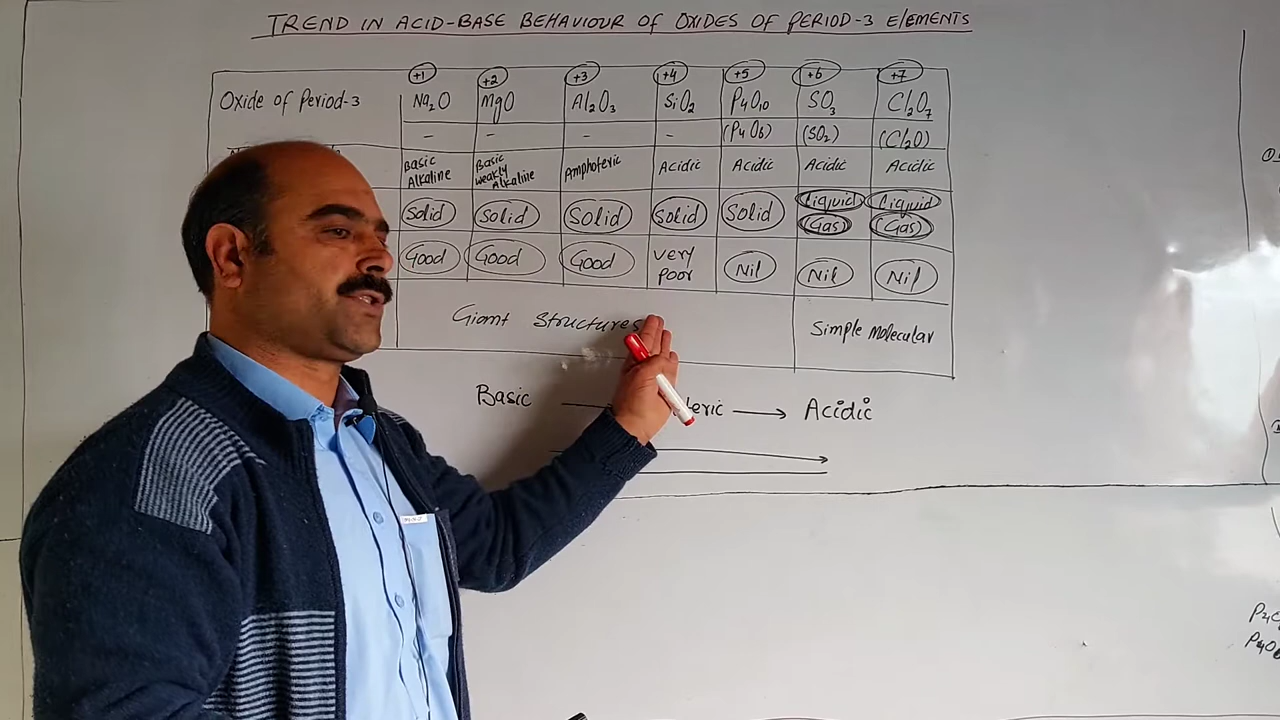 TREND IN ACID-BASE BEHAVIOUR OF OXIDES OF PERIOD-3 ElEMENTS
+1 +2 +3 +4 +5 +6 +7
Oxide of Period-3 Na₂O MgO Al₂O₃ SiO₂ P₄O₁₀ SO₃ Cl₂O₇
- - - - (P₄O₆) (SO₂) (Cl₂O)
Basic Alkaline Basic weakly Alkaline Amphoteric Acidic Acidic Acidic Acidic
Solid Solid Solid Solid Solid Liquid Liquid
Gas Gas
Good Good Good very poor Nil Nil Nil
Giant Structures Simple Molecular
Basic → teric → Acidic